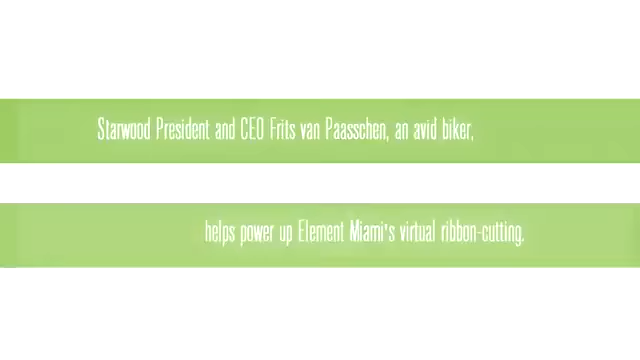 Starwood President and CEO Frits van Paasschen, an avid biker,
helps power up Element Miami's virtual ribbon-cutting.